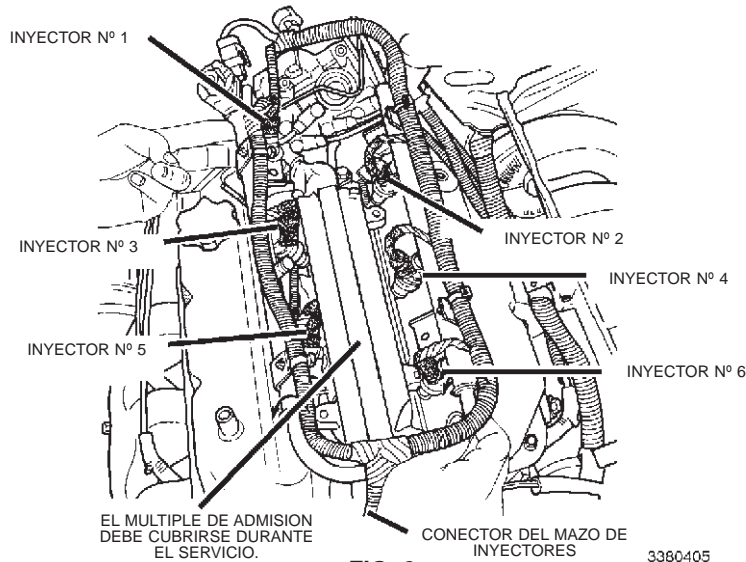 INYECTOR Nº 1
INYECTOR Nº 2
INYECTOR Nº 3
INYECTOR Nº 4
INYECTOR Nº 5
INYECTOR Nº 6
EL MULTIPLE DE ADMISION
DEBE CUBRIRSE DURANTE
EL SERVICIO.
CONECTOR DEL MAZO DE
INYECTORES
3380405